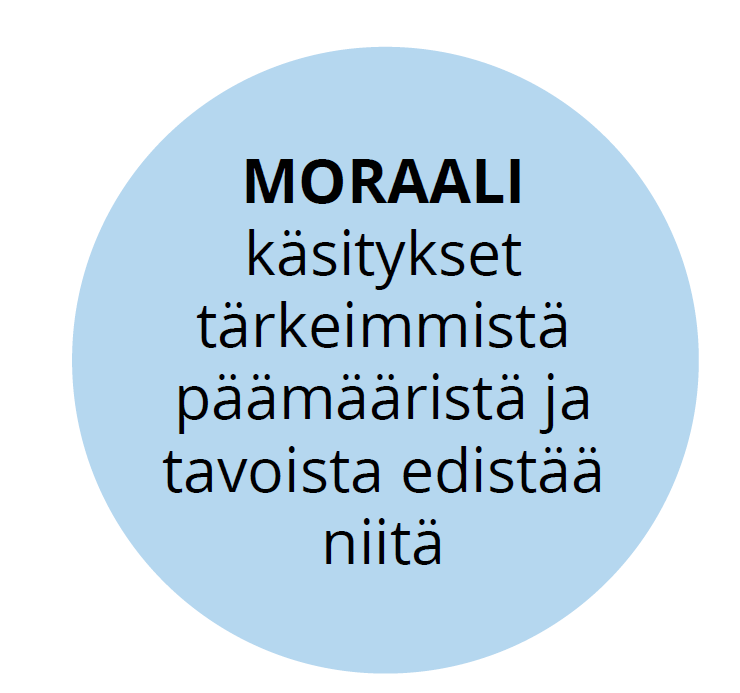 MORAALI
käsitykset
tärkeimmistä
päämääristä ja
tavoista edistää
niitä